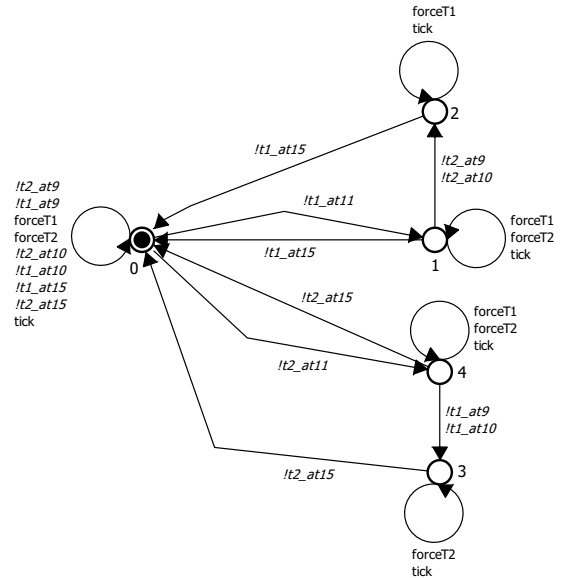 forceT1
tick
2
!t1_at15
!t2_at9
!t2_at10
!t2_at9
!t1_at9
forceT1
forceT2
!t2_at10
!t1_at10
!t1_at15
!t2_at15
tick
0
!t1_at11
!t1_at15
1
forceT1
forceT2
tick
!t2_at15
!t2_at11
forceT1
forceT2
tick
4
!t1_at9
!t1_at10
!t2_at15
3
forceT2
tick